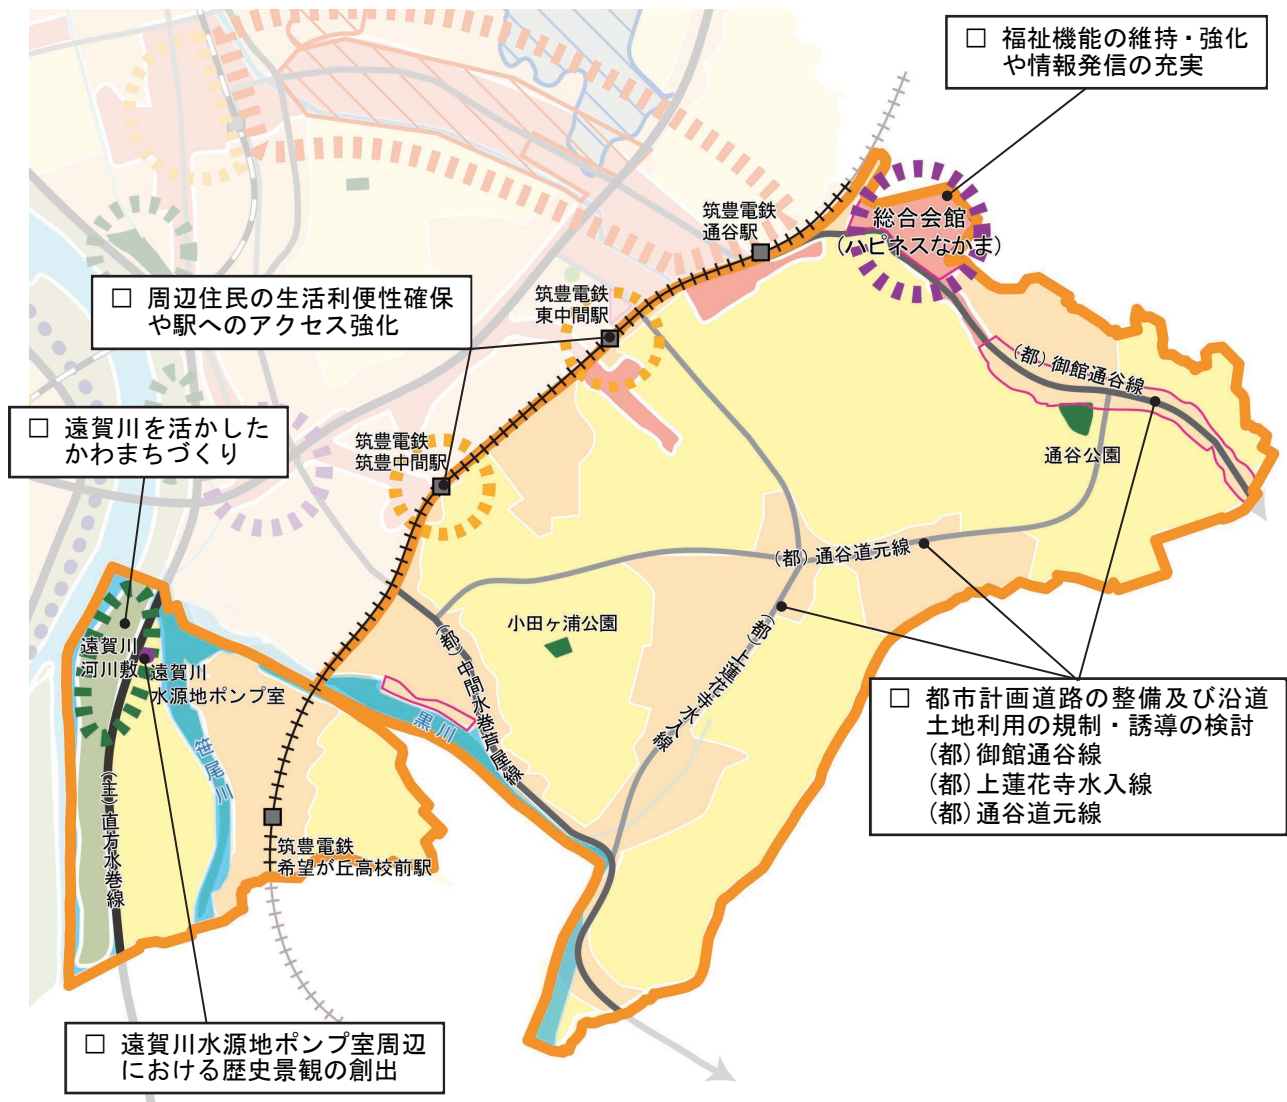 □ 福祉機能の維持・強化
や情報発信の充実
総合会館
(ハピネスなかま)
筑豊電鉄
通谷駅
□ 周辺住民の生活利便性確保
や駅へのアクセス強化
筑豊電鉄
東中間駅
(都)御館通谷線
□ 遠賀川を活かした
かわまちづくり
筑豊電鉄
筑豊中間駅
通谷公園
(都)通谷道元線
小田ヶ浦公園
(都)上蓮花寺水入線
(都)中間水巻芦屋線
遠賀川
河川敷
遠賀川
水源地ポンプ室
黒川
笹尾川
(主)直方水巻線
□ 都市計画道路の整備及び沿道
土地利用の規制・誘導の検討
(都)御館通谷線
(都)上蓮花寺水入線
(都)通谷道元線
筑豊電鉄
希望が丘高校前駅
□ 遠賀川水源地ポンプ室周辺
における歴史景観の創出